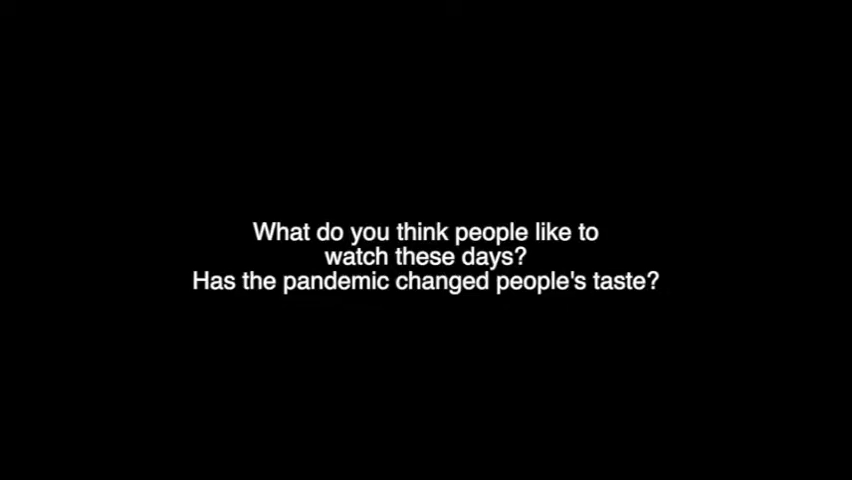 What do you think people like to
watch these days?
Has the pandemic changed people's taste?